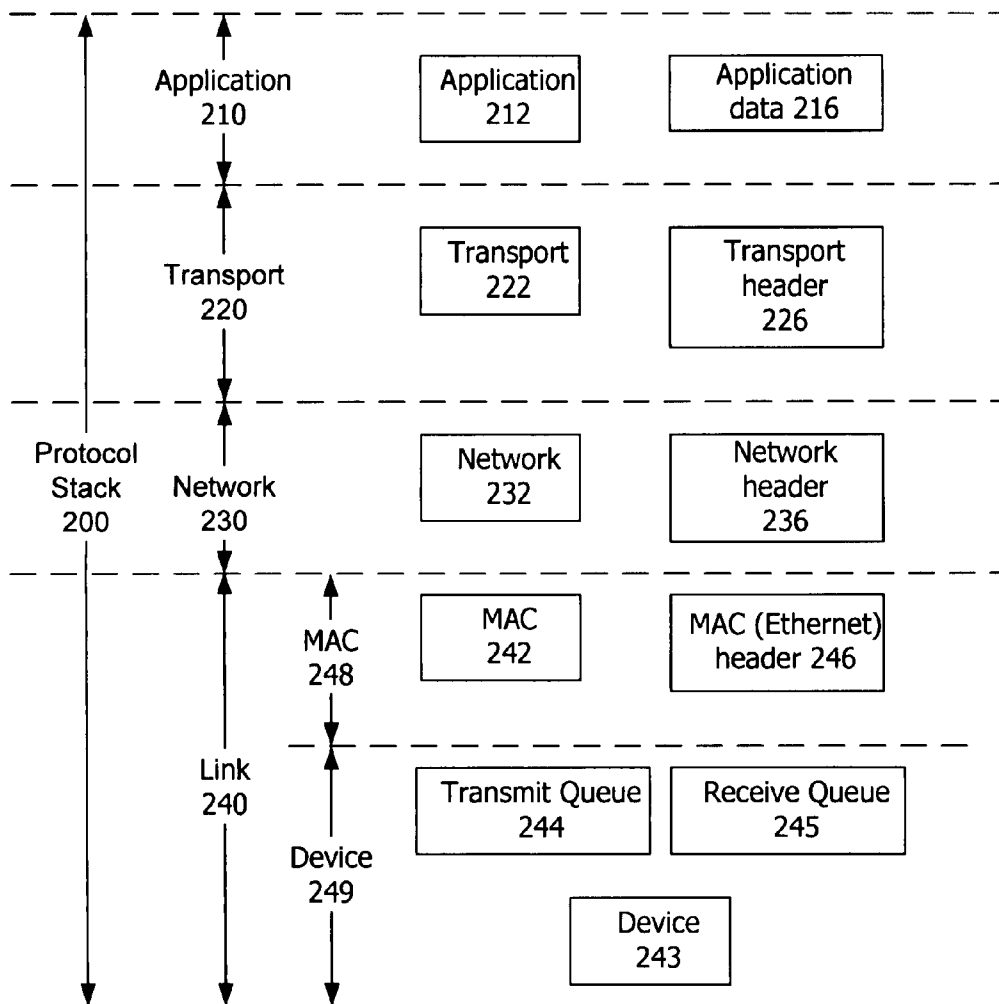 Application
210
Application
212
Application
data 216
Transport
220
Transport
222
Transport
header
226
Protocol
Stack
200
Network
230
Network
232
Network
header
236
MAC
248
MAC
242
MAC (Ethernet)
header 246
Link
240
Device
249
Transmit Queue
244
Receive Queue
245
Device
243